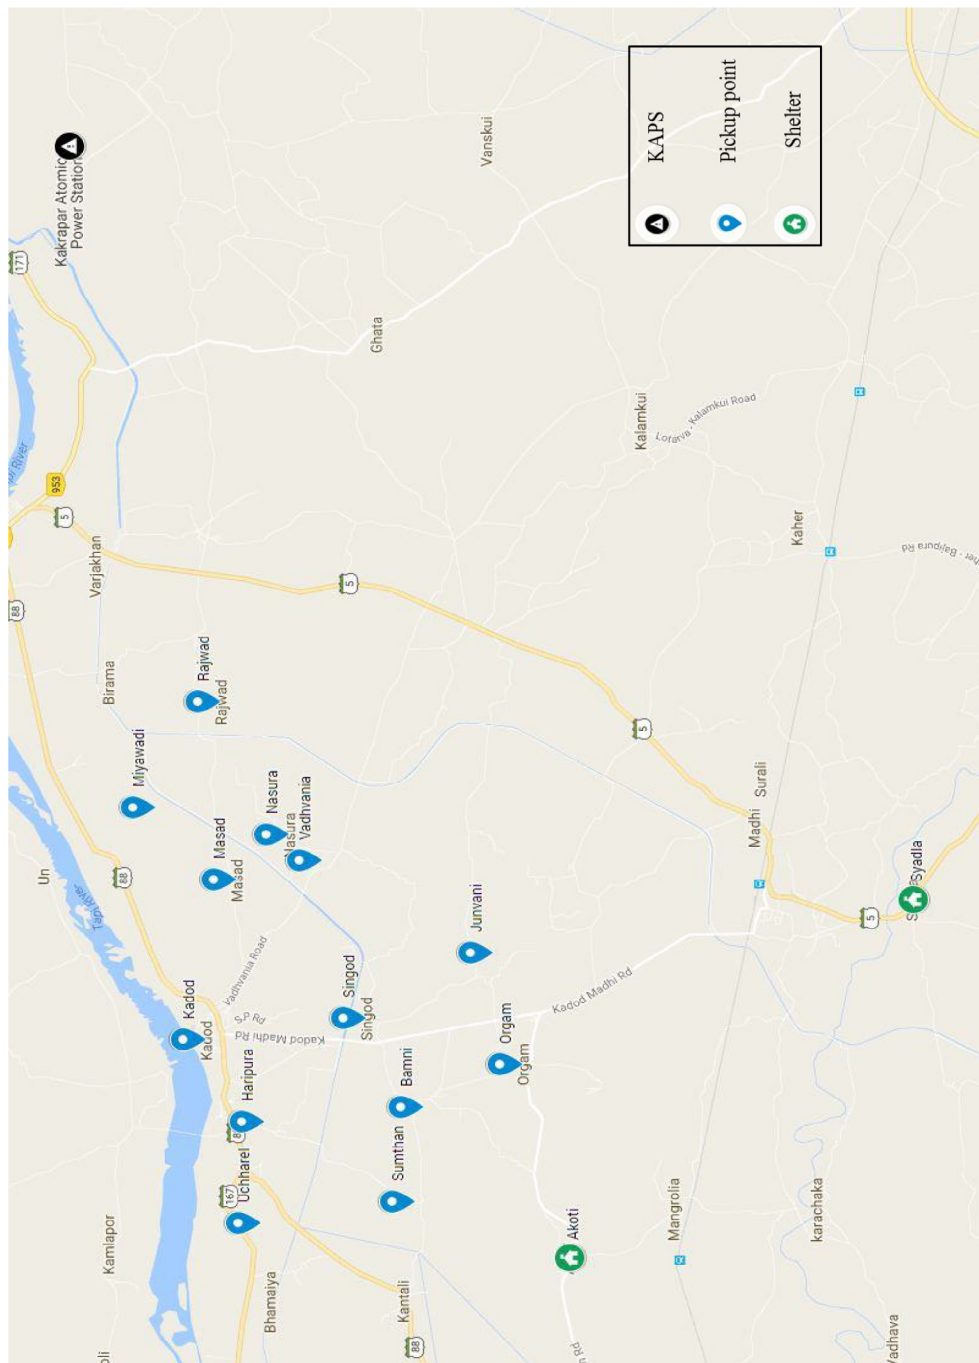 Kakrapar Atomic
Power Station
171
953
5
88
Varjakhan
Birama
Ghata
Vanskui
KAPS
Pickup point
Shelter
Kalamkui
Lotarva - Kalamkui Road
Kaher
5
Rajwad
Rajwad
Miyawadi
Un
Tapi River
88
Masad
Masad
Nasura
Nasura
Vadhvania
Vadhvania Road
Kadod
Kadod
S.P Rd
Kadod Madhi Rd
Singod
Singod
Junvani
5
Surali
Madhi
Kadod Madhi Rd
5
Syadla
Haripura
Bamni
Orgam
Orgam
Uchharel
167
Sumthan
Kamlapor
Bhamaiya
Kantali
88
Akoti
Mangrolia
karachaka